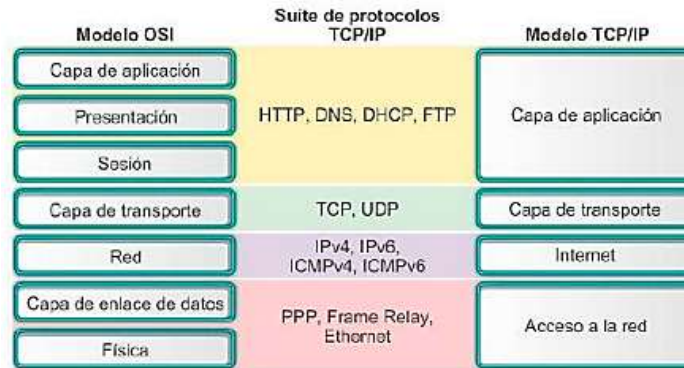 Modelo OSI
Suite de protocolos
TCP/IP
Modelo TCP/IP
Capa de aplicación
Presentación
Sesión
HTTP, DNS, DHCP, FTP
Capa de aplicación
Capa de transporte
TCP, UDP
Capa de transporte
Red
IPv4, IPv6,
ICMPv4, ICMPv6
Internet
Capa de enlace de datos
Física
PPP, Frame Relay,
Ethernet
Acceso a la red